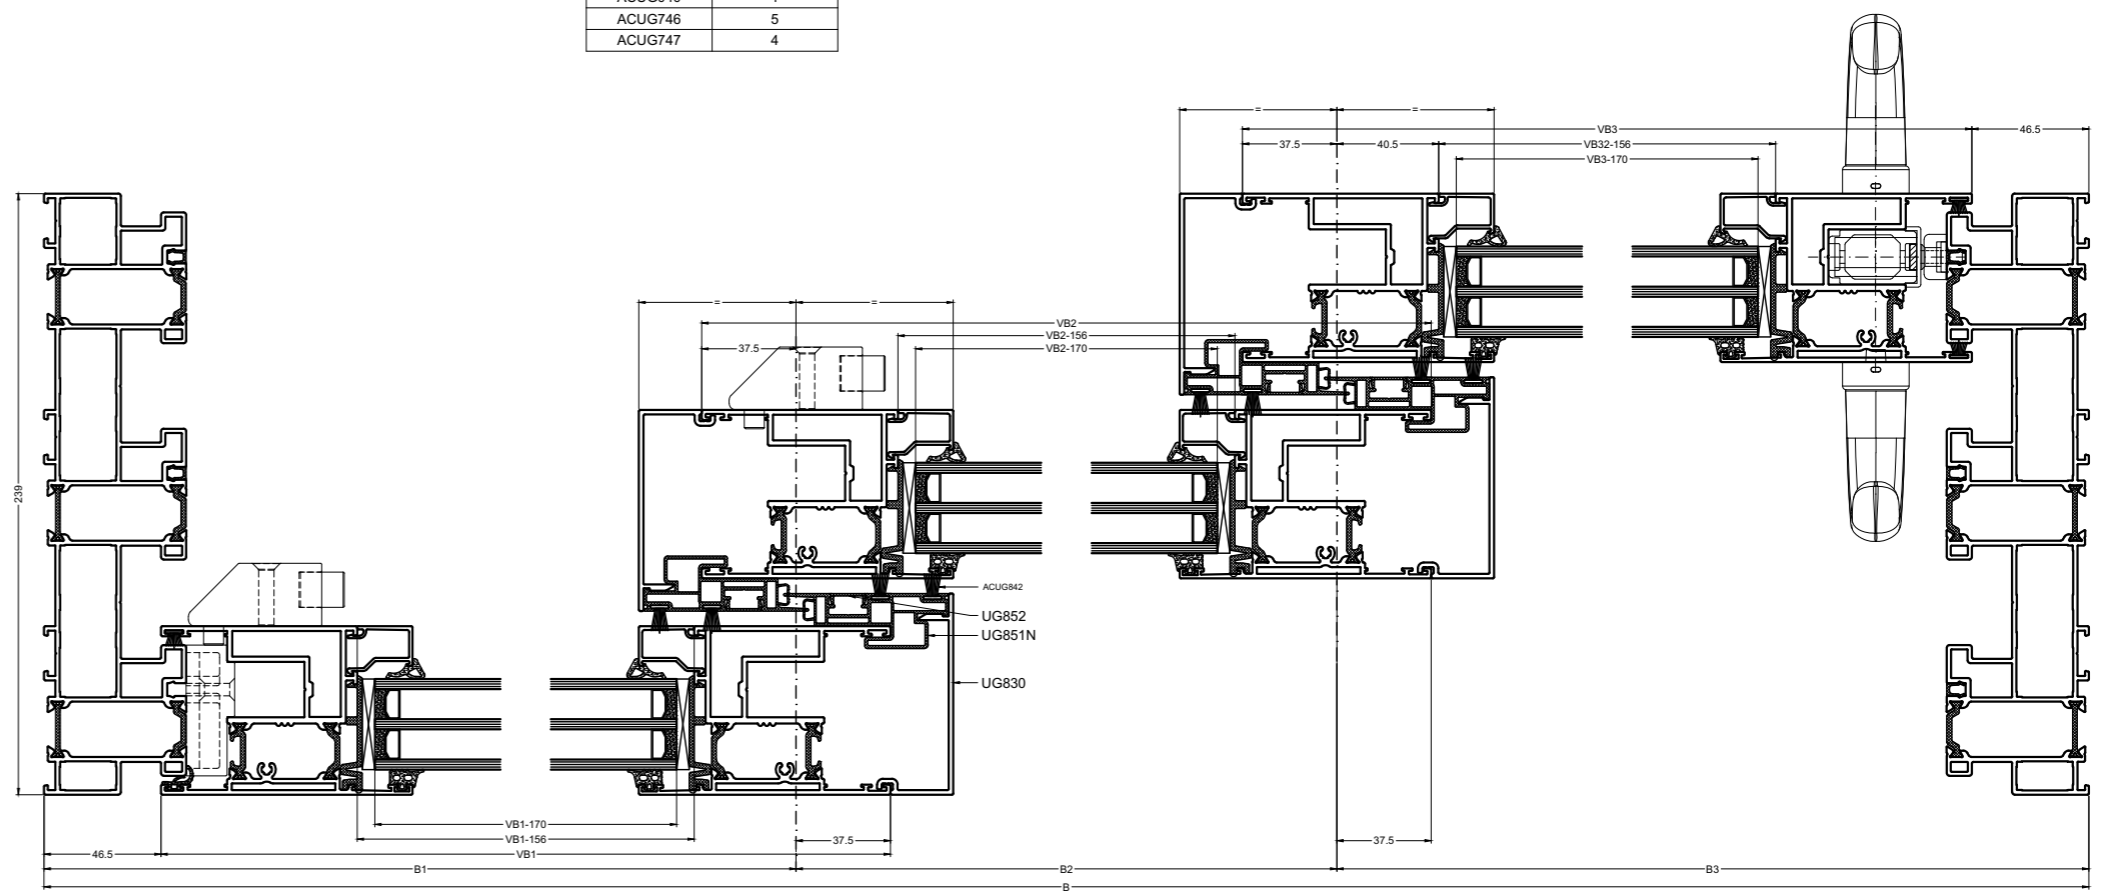 ACUG746 5
ACUG747 4
= =
VB3 46.5
37.5 40.5 VB32-156
VB3-170
= =
VB2
VB2-156
37.5 VB2-170
239
ACUG842
UG852
UG851N
UG830
VB1-170
VB1-156 37.5 37.5
46.5 VB1
B1 B2 B3
B